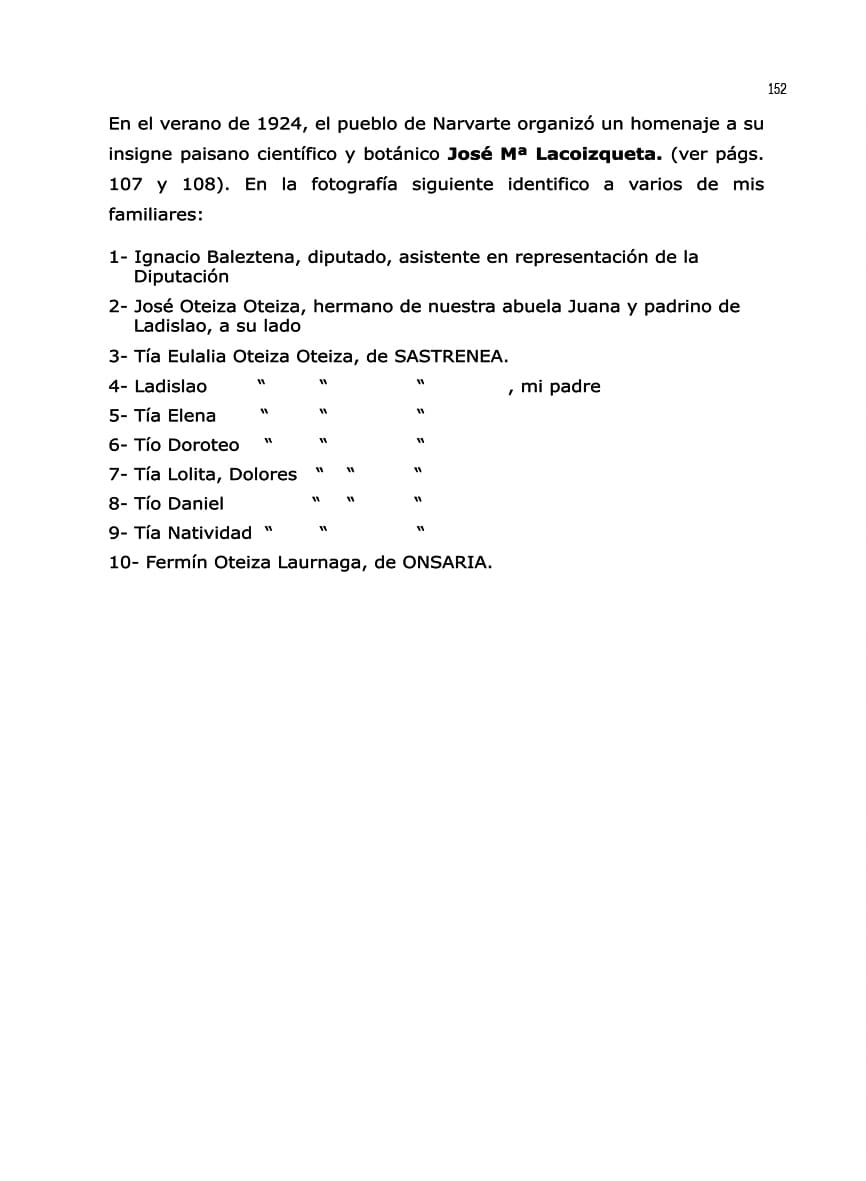 152
En el verano de 1924, el pueblo de Narvarte organizó un homenaje a su
insigne paisano científico y botánico José Mª Lacoizqueta. (ver págs.
107 y 108). En la fotografía siguiente identifico a varios de mis
familiares:
1- Ignacio Baleztena, diputado, asistente en representación de la
Diputación
2- José Oteiza Oteiza, hermano de nuestra abuela Juana y padrino de
Ladislao, a su lado
3- Tía Eulalia Oteiza Oteiza, de SASTRENEA.
4- Ladislao “ “ “ , mi padre
5- Tía Elena “ “ “
6- Tío Doroteo “ “ “
7- Tía Lolita, Dolores “ “ “
8- Tío Daniel “ “ “
9- Tía Natividad “ “ “
10- Fermín Oteiza Laurnaga, de ONSARIA.